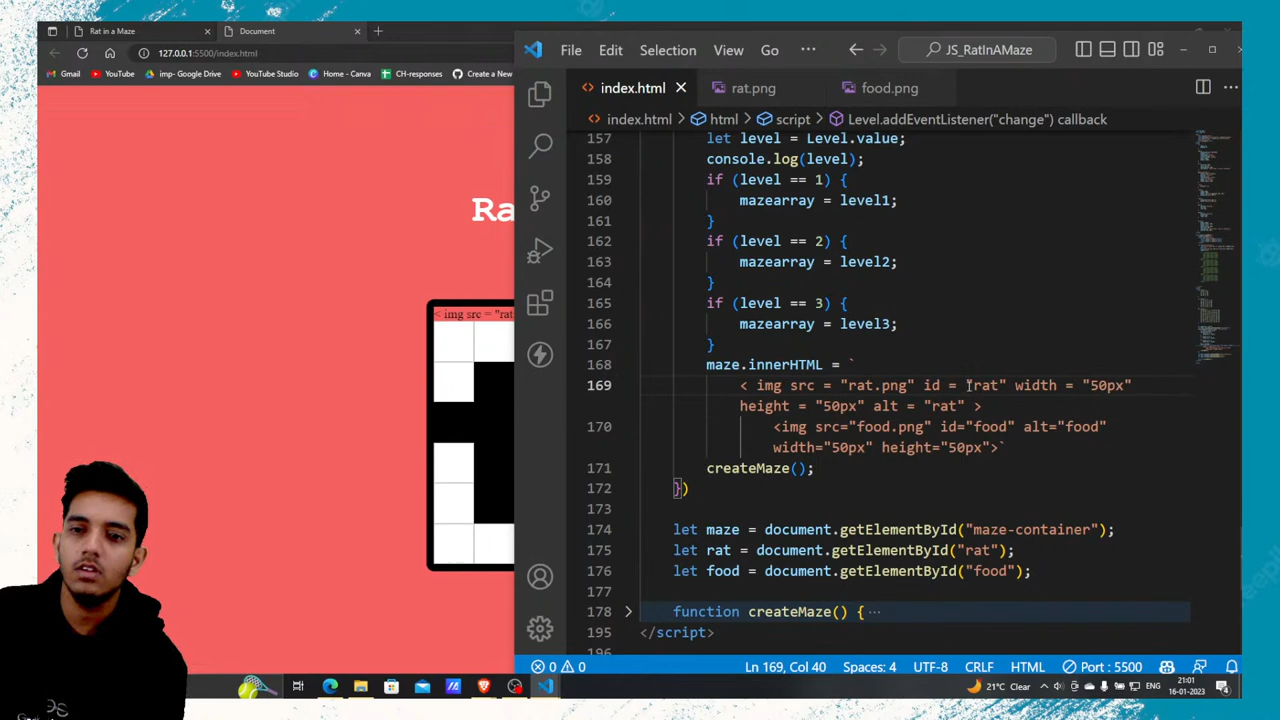 Rat in a Maze
Document
127.0.0.1:5500/index.html
Gmail
YouTube
imp- Google Drive
YouTube Studio
Home - Canva
CH-responses
Create a New
Ra
< img src = "rat
File Edit Selection View Go ...
JS_RatInAMaze
index.html
rat.png
food.png
index.html > html > script > Level.addEventListener("change") callback
157 let level = Level.value;
158 console.log(level);
159 if (level == 1) {
160 mazearray = level1;
161 }
162 if (level == 2) {
163 mazearray = level2;
164 }
165 if (level == 3) {
166 mazearray = level3;
167 }
168 maze.innerHTML = `
169 < img src = "rat.png" id = "rat" width = "50px"
height = "50px" alt = "rat" >
170 <img src="food.png" id="food" alt="food"
width="50px" height="50px">`
171 createMaze();
172 })
173
174 let maze = document.getElementById("maze-container");
175 let rat = document.getElementById("rat");
176 let food = document.getElementById("food");
177
178 function createMaze() { ...
195 </script>
196
0 0 Ln 169, Col 40 Spaces: 4 UTF-8 CRLF HTML Port : 5500
21°C Clear
ENG
21:01
16-01-2023
4